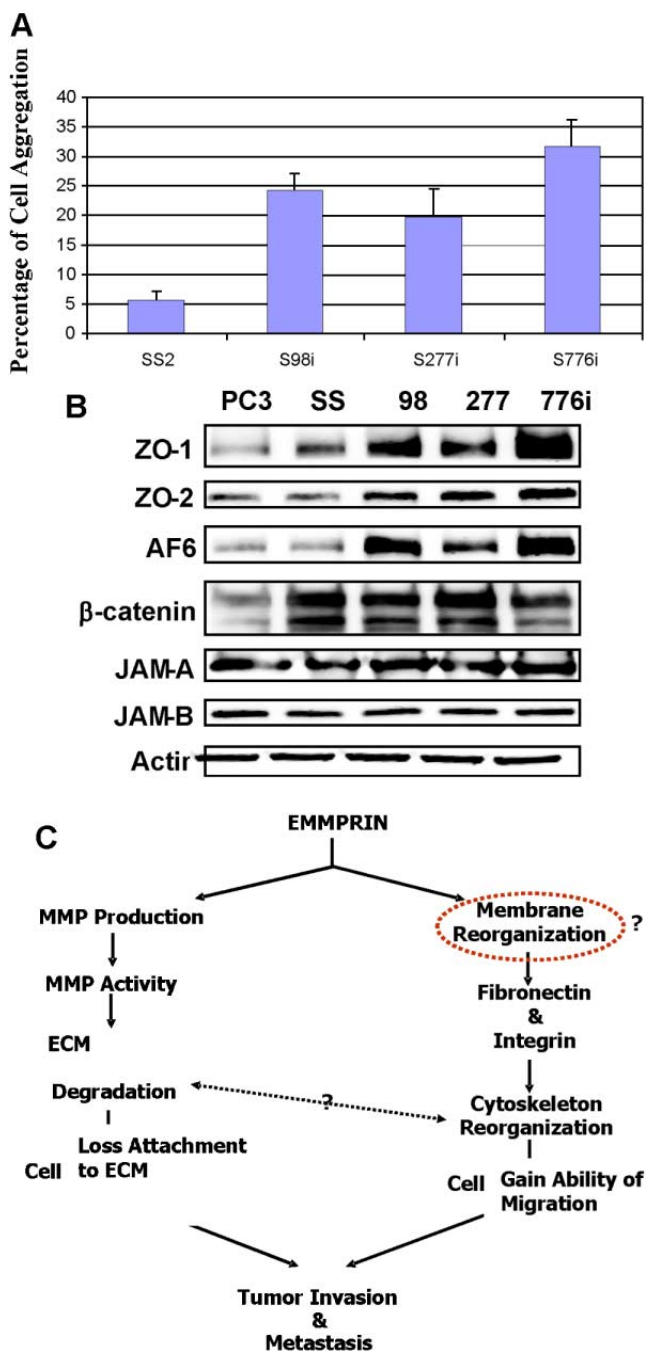 A
Percentage of Cell Aggregation
40
35
30
25
20
15
10
5
0
SS2 S98i S277i S776i
B
PC3 SS 98 277 776i
ZO-1
ZO-2
AF6
β-catenin
JAM-A
JAM-B
Actir
C
EMMPRIN
MMP Production
Membrane
Reorganization
?
MMP Activity
Fibronectin
&
Integrin
ECM
Degradation
?
Cytoskeleton
Reorganization
Cell
Loss Attachment
to ECM
Cell
Gain Ability of
Migration
Tumor Invasion
&
Metastasis